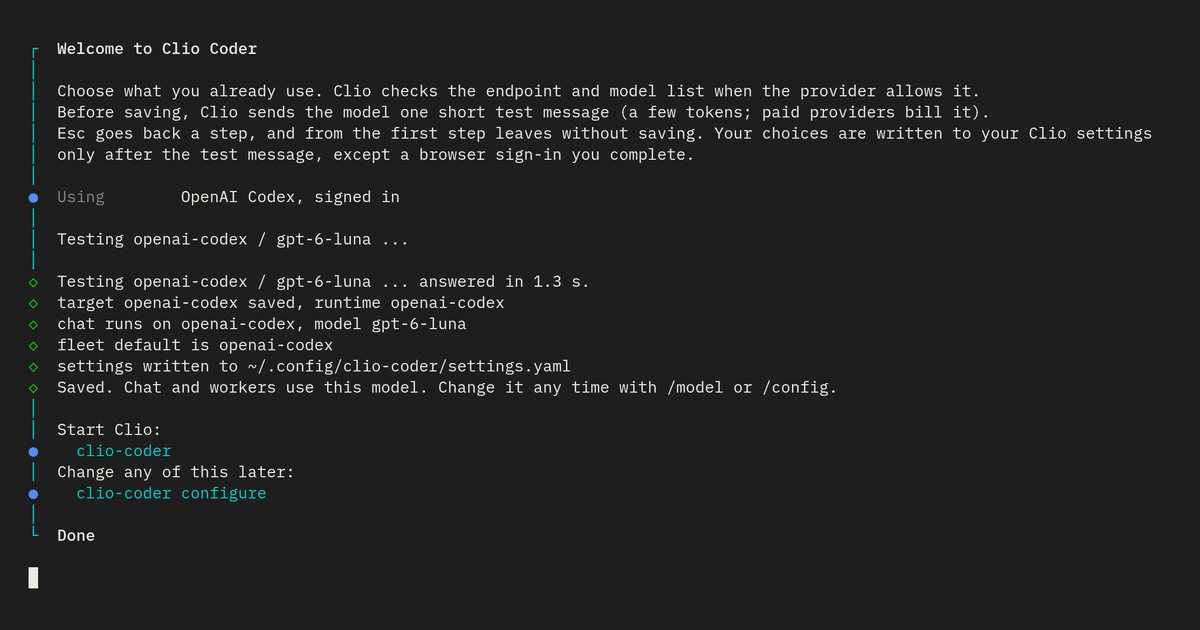 Welcome to Clio Coder
Choose what you already use. Clio checks the endpoint and model list when the provider allows it.
Before saving, Clio sends the model one short test message (a few tokens; paid providers bill it).
Esc goes back a step, and from the first step leaves without saving. Your choices are written to your Clio settings
only after the test message, except a browser sign-in you complete.
Using OpenAI Codex, signed in
Testing openai-codex / gpt-6-luna ...
Testing openai-codex / gpt-6-luna ... answered in 1.3 s.
target openai-codex saved, runtime openai-codex
chat runs on openai-codex, model gpt-6-luna
fleet default is openai-codex
settings written to ~/.config/clio-coder/settings.yaml
Saved. Chat and workers use this model. Change it any time with /model or /config.
Start Clio:
clio-coder
Change any of this later:
clio-coder configure
Done